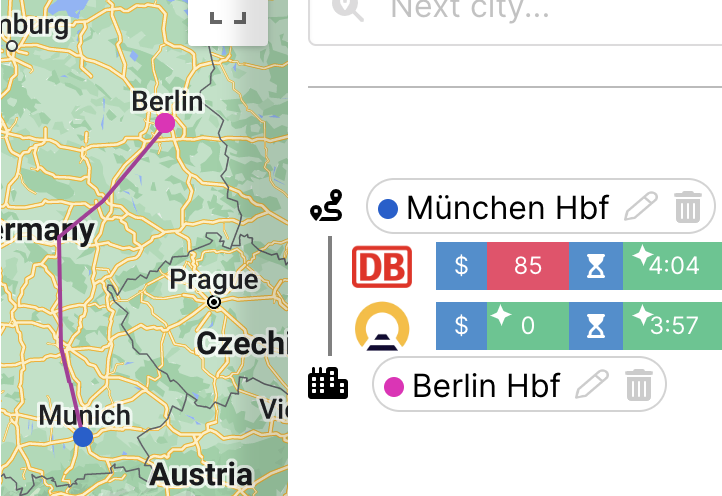 nburg
Berlin
ermany
Prague
Czechi
Munich
Vie
Austria
Next city...
München Hbf
DB
$ 85 4:04
$ 0 3:57
Berlin Hbf